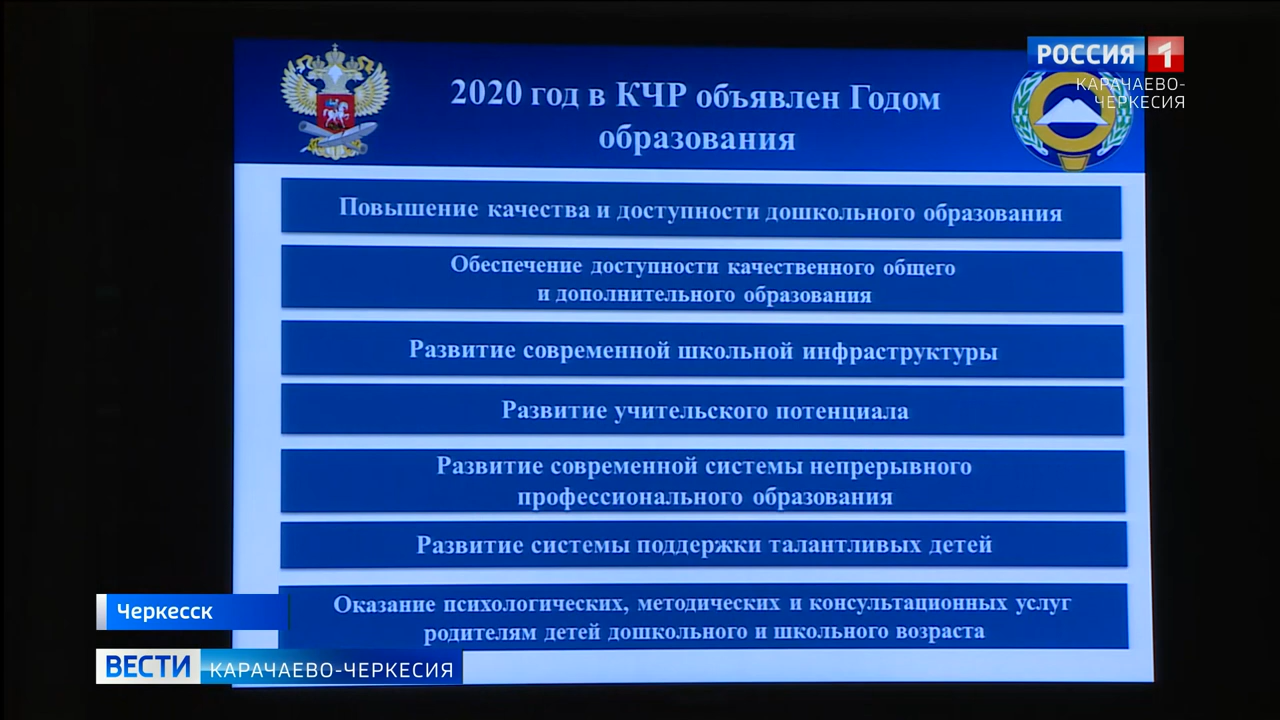 РОССИЯ 1
КАРАЧАЕВО-
ЧЕРКЕСИЯ
2020 год в КЧР объявлен Годом
образования
Повышение качества и доступности дошкольного образования
Обеспечение доступности качественного общего
и дополнительного образования
Развитие современной школьной инфраструктуры
Развитие учительского потенциала
Развитие современной системы непрерывного
профессионального образования
Развитие системы поддержки талантливых детей
Оказание психологических, методических и консультационных услуг
родителям детей дошкольного и школьного возраста
Черкесск
ВЕСТИ КАРАЧАЕВО-ЧЕРКЕСИЯ